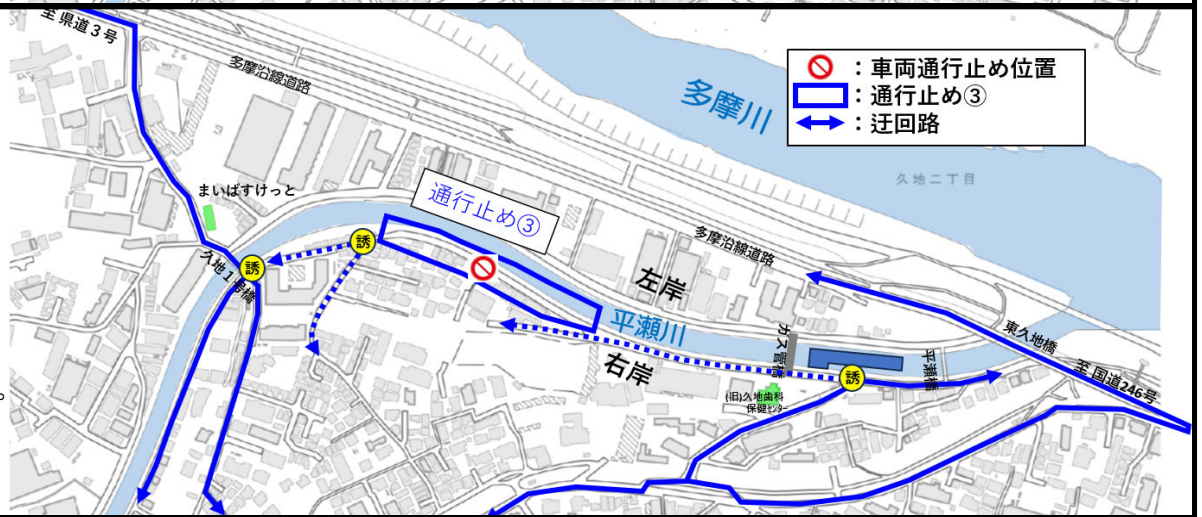 至 県道３号
多摩沿線道路
多摩川
：車両通行止め位置
：通行止め③
：迂回路
久地二丁目
まいばすけっと
通行止め③
多摩沿線道路
誘
誘
久地１号橋
左岸
平瀬川
右岸
ガス管橋
平瀬橋
東久地橋
至 国道246号
誘
(旧)久地歯科
保健センター
。